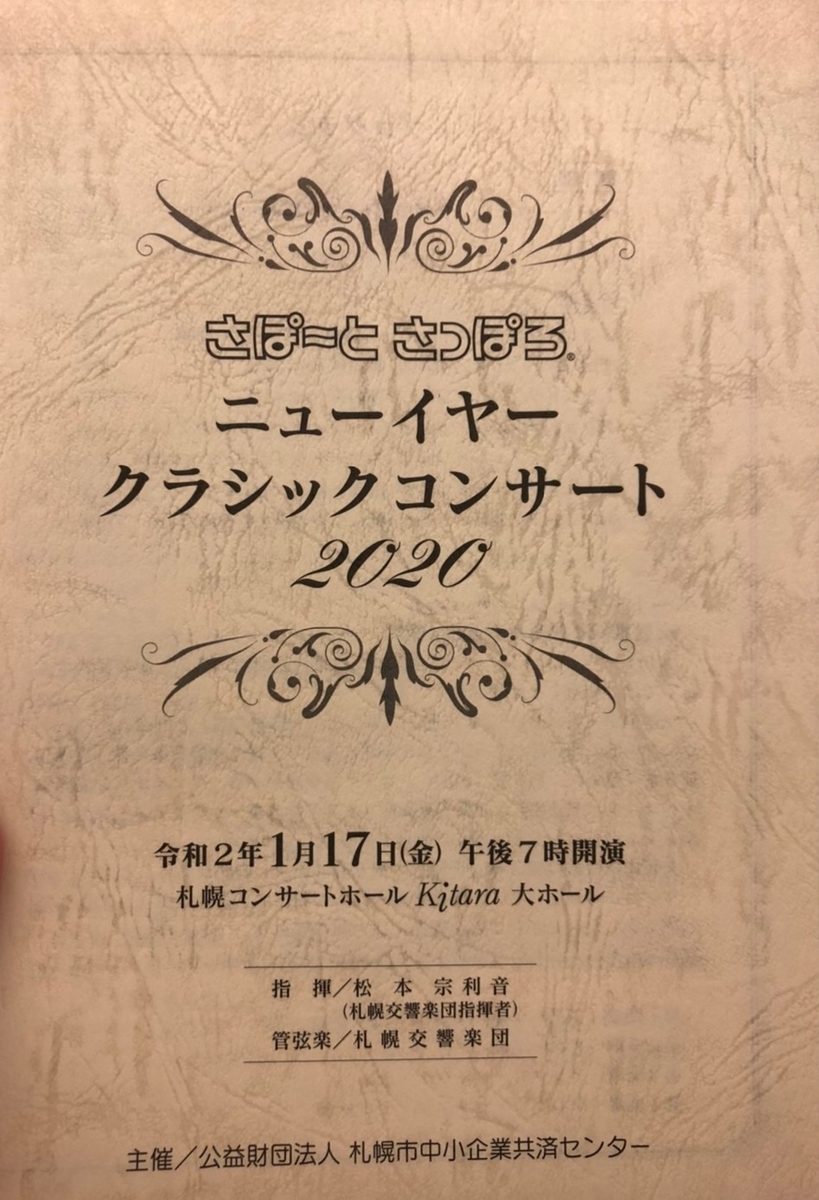 さぽーと さっぽろ®
ニューイヤー
クラシックコンサート
2020
令和2年1月17日(金) 午後7時開演
札幌コンサートホール Kitara 大ホール
指 揮／松 本 宗 利 音
(札幌交響楽団指揮者)
管弦楽／札 幌 交 響 楽 団
主催／公益財団法人 札幌市中小企業共済センター